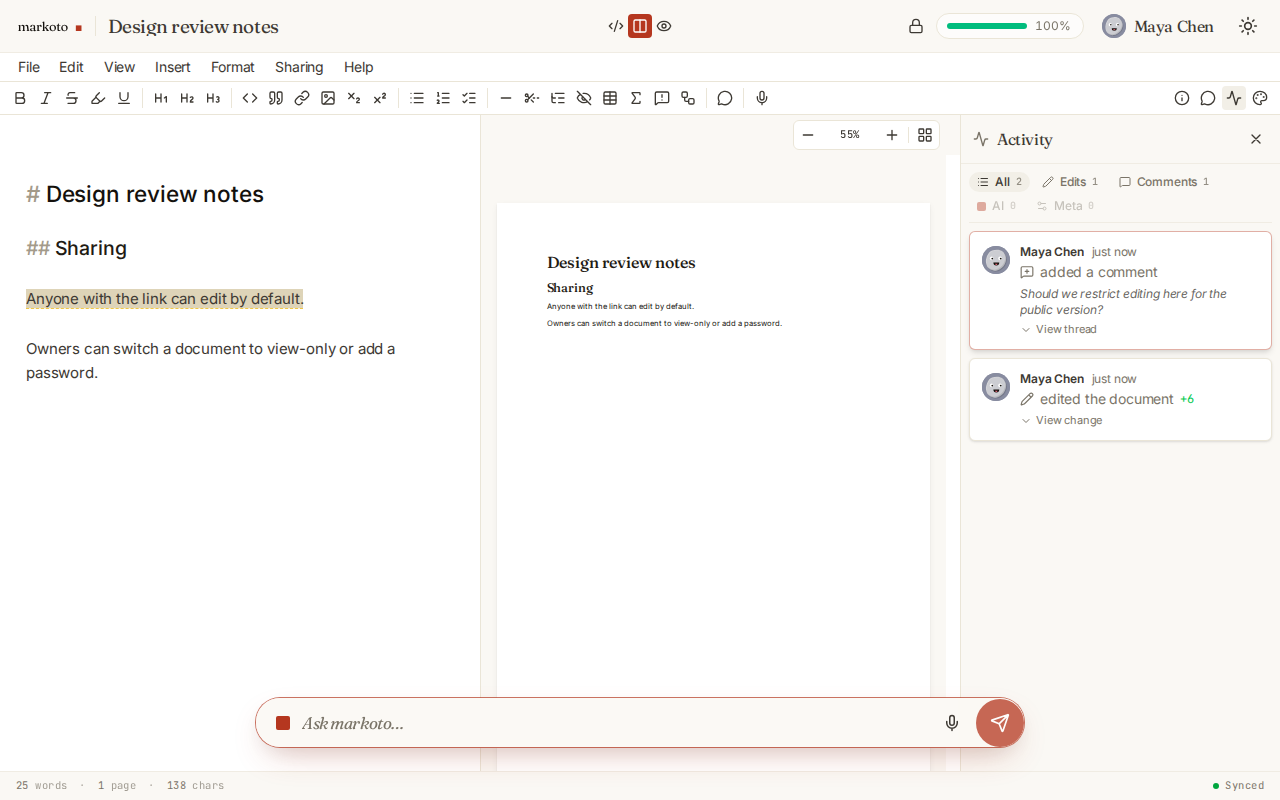 markoto
Design review notes
100%
Maya Chen
File Edit View Insert Format Sharing Help
H1 H2 H3
X2 X2
55%
# Design review notes
## Sharing
Anyone with the link can edit by default.
Owners can switch a document to view-only or add a
password.
Design review notes
Sharing
Anyone with the link can edit by default.
Owners can switch a document to view-only or add a password.
Activity
All 2 Edits 1 Comments 1
AI 0 Meta 0
Maya Chen just now
added a comment
Should we restrict editing here for the
public version?
View thread
Maya Chen just now
edited the document +6
View change
Ask markoto...
25 words · 1 page · 138 chars
Synced